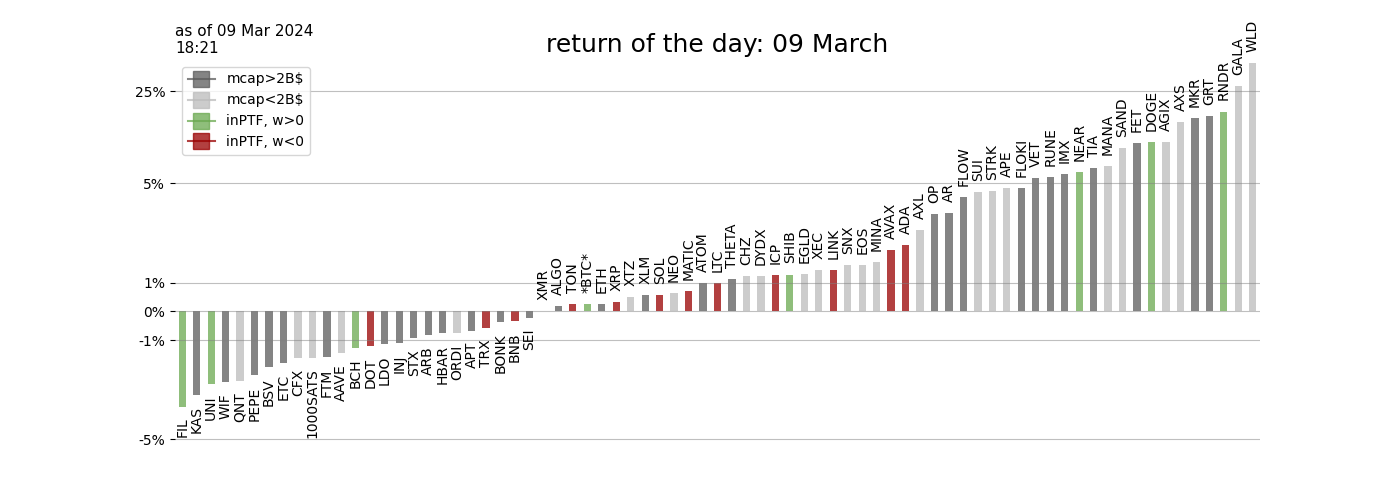 as of 09 Mar 2024
18:21
return of the day: 09 March
mcap>2B$
mcap<2B$
inPTF, w>0
inPTF, w<0
25%
5%
1%
0%
-1%
-5%
FIL
KAS
UNI
WIF
QNT
PEPE
BSV
ETC
CFX
1000SATS
FTM
AAVE
BCH
DOT
LDO
INJ
STX
ARB
HBAR
ORDI
APT
TRX
BONK
BNB
SEI
XMR
ALGO
TON
*BTC*
ETH
XRP
XTZ
XLM
SOL
NEO
MATIC
ATOM
LTC
THETA
CHZ
DYDX
ICP
SHIB
EGLD
XEC
LINK
SNX
EOS
MINA
AVAX
ADA
AXL
OP
AR
FLOW
SUI
STRK
APE
FLOKI
VET
RUNE
IMX
NEAR
TIA
MANA
SAND
FET
DOGE
AGIX
AXS
MKR
GRT
RNDR
GALA
WLD